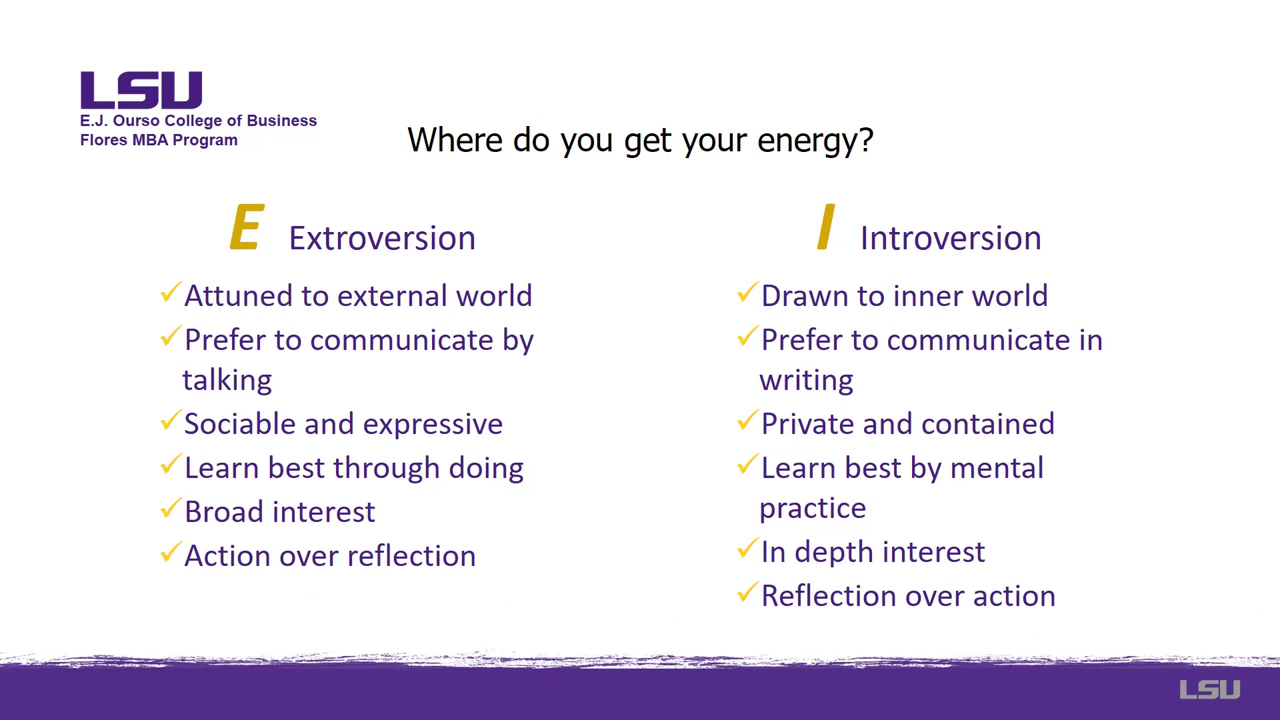 LSU
E.J. Ourso College of Business
Flores MBA Program
Where do you get your energy?
E Extroversion
✓Attuned to external world
✓Prefer to communicate by
talking
✓Sociable and expressive
✓Learn best through doing
✓Broad interest
✓Action over reflection
I Introversion
✓Drawn to inner world
✓Prefer to communicate in
writing
✓Private and contained
✓Learn best by mental
practice
✓In depth interest
✓Reflection over action
LSU